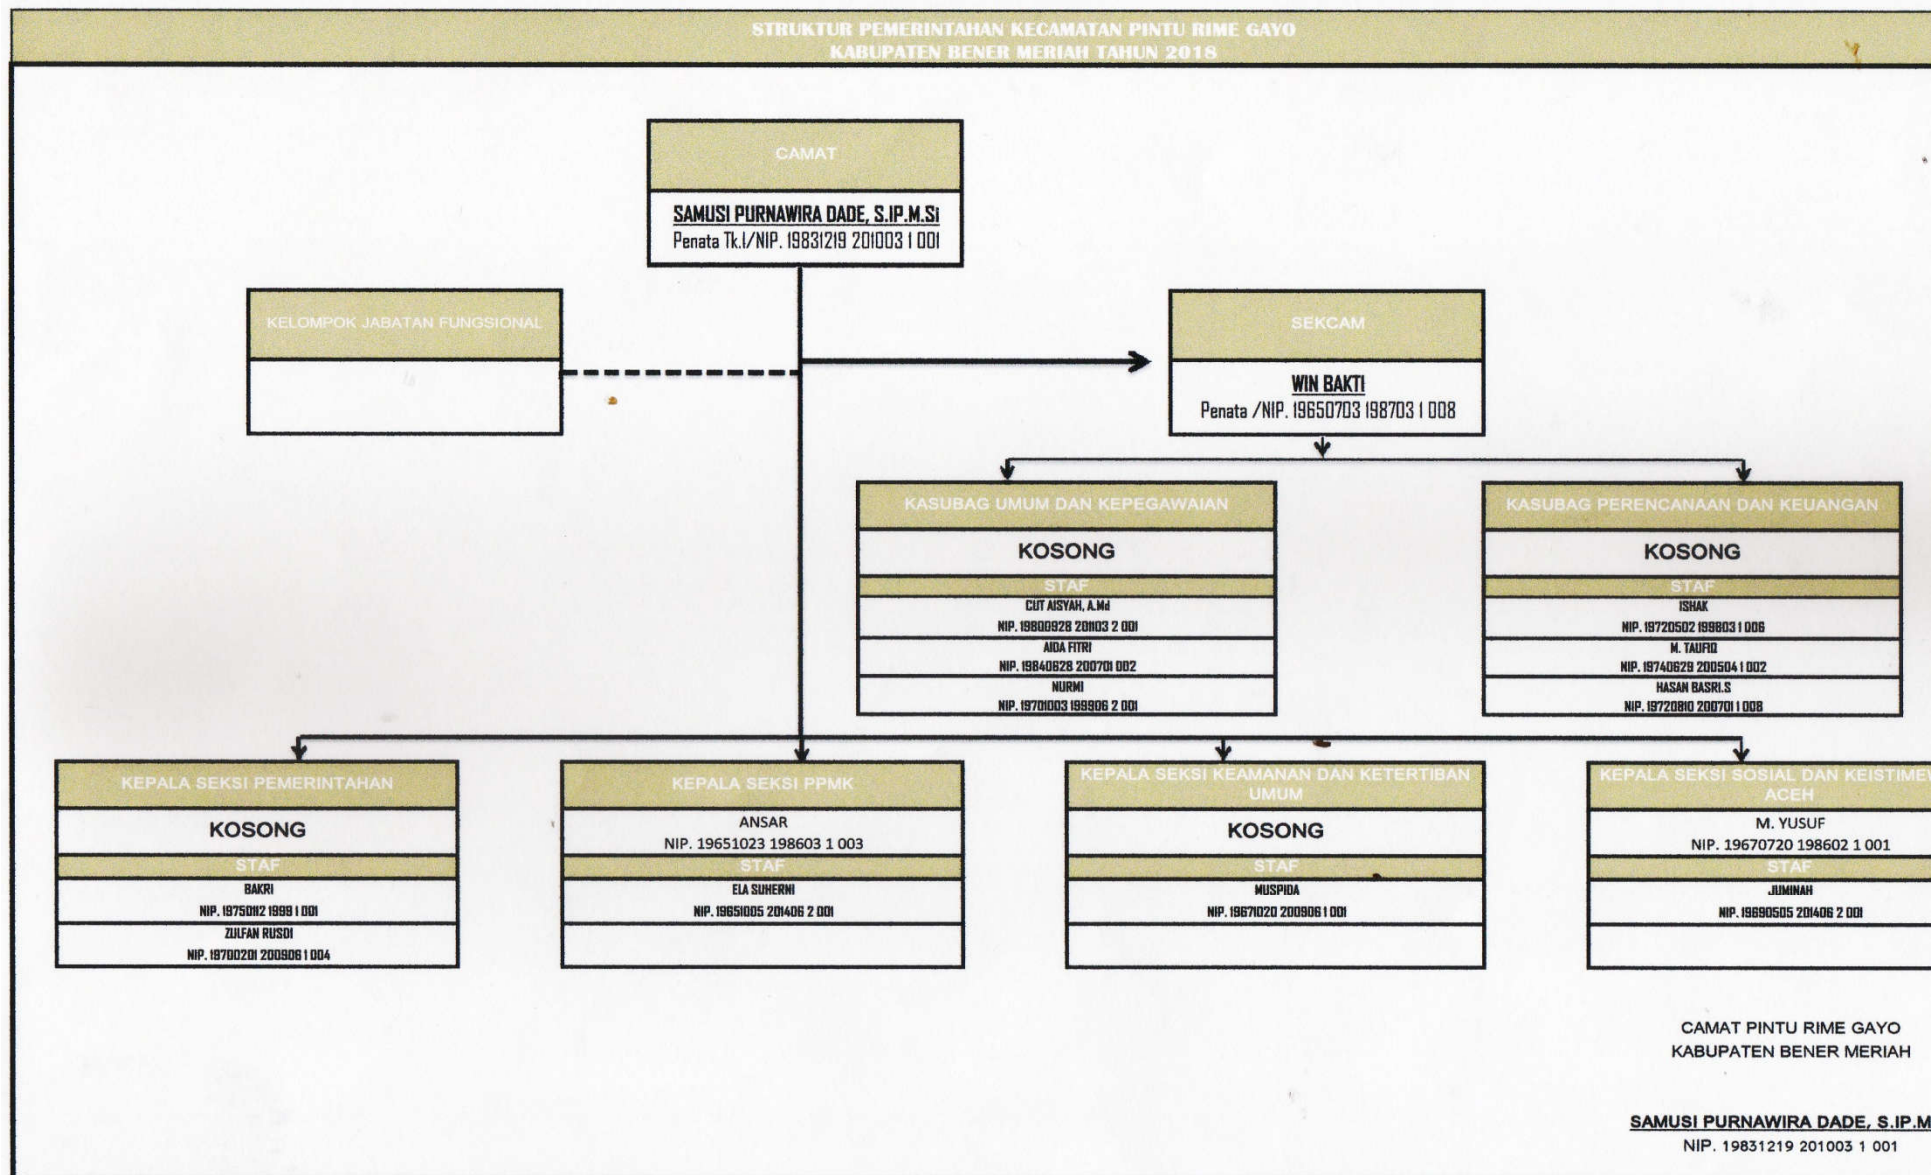 STRUKTUR PEMERINTAHAN KECAMATAN PINTU RIME GAYO
KABUPATEN BENER MERIAH TAHUN 2018
CAMAT
SAMUSI PURNAWIRA DADE, S.IP.M.Si
Penata Tk.I/NIP. 19831219 201003 1 001
KELOMPOK JABATAN FUNGSIONAL
SEKCAM
WIN BAKTI
Penata /NIP. 19650703 198703 1 008
KASUBAG UMUM DAN KEPEGAWAIAN
KOSONG
STAF
CUT AISYAH, A.Md
NIP. 19800928 201103 2 001
AIDA FITRI
NIP. 19840628 200701 002
NURMI
NIP. 19701003 199906 2 001
KASUBAG PERENCANAAN DAN KEUANGAN
KOSONG
STAF
ISHAK
NIP. 19720502 199803 1 006
M. TAUFIQ
NIP. 19740629 200504 1 002
HASAN BASRI.S
NIP. 19720810 200701 1 008
KEPALA SEKSI PEMERINTAHAN
KOSONG
STAF
BAKRI
NIP. 19750112 1999 1 001
ZULFAN RUSDI
NIP. 19700201 200906 1 004
KEPALA SEKSI PPMK
ANSAR
NIP. 19651023 198603 1 003
STAF
ELA SUHERNI
NIP. 19651005 201406 2 001
KEPALA SEKSI KEAMANAN DAN KETERTIBAN
UMUM
KOSONG
STAF
MUSPIDA
NIP. 19671020 200906 1 001
KEPALA SEKSI SOSIAL DAN KEISTIMEW
ACEH
M. YUSUF
NIP. 19670720 198602 1 001
STAF
JUMINAH
NIP. 19690505 201406 2 001
CAMAT PINTU RIME GAYO
KABUPATEN BENER MERIAH
SAMUSI PURNAWIRA DADE, S.IP.M
NIP. 19831219 201003 1 001